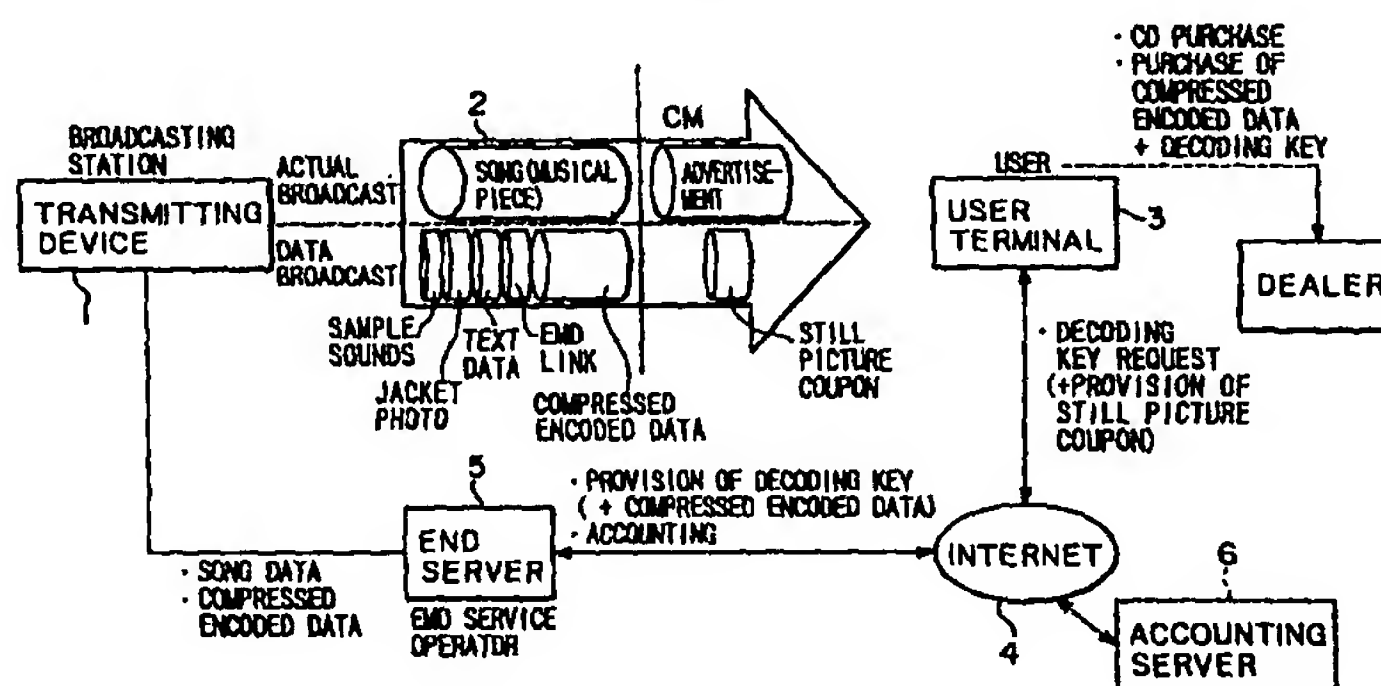 BROADCASTING
STATION
TRANSMITTING
DEVICE
1
ACTUAL
BROADCAST
DATA
BROADCAST
2
SONG(MUSICAL
PIECE)
CM
ADVERTISE-
MENT
SAMPLE
SOUNDS
JACKET
PHOTO
TEXT
DATA
EMD
LINK
COMPRESSED
ENCODED DATA
STILL
PICTURE
COUPON
· CD PURCHASE
· PURCHASE OF
COMPRESSED
ENCODED DATA
+ DECODING KEY
USER
USER
TERMINAL
3
DEALER
· DECODING
KEY REQUEST
(+PROVISION OF
STILL PICTURE
COUPON)
5
END
SERVER
EMD SERVICE
OPERATOR
· SONG DATA
· COMPRESSED
ENCODED DATA
· PROVISION OF DECODING KEY
( + COMPRESSED ENCODED DATA)
· ACCOUNTING
INTERNET
4
6
ACCOUNTING
SERVER